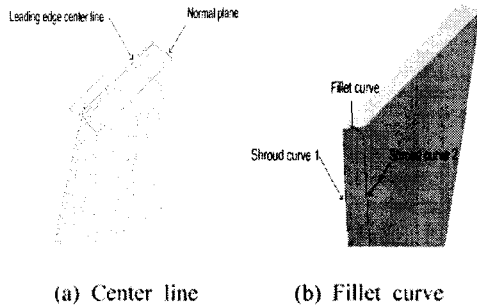 Leading edge center line
Normal plane
Fillet curve
Shroud curve 1
Shroud curve 2
(a) Center line
(b) Fillet curve